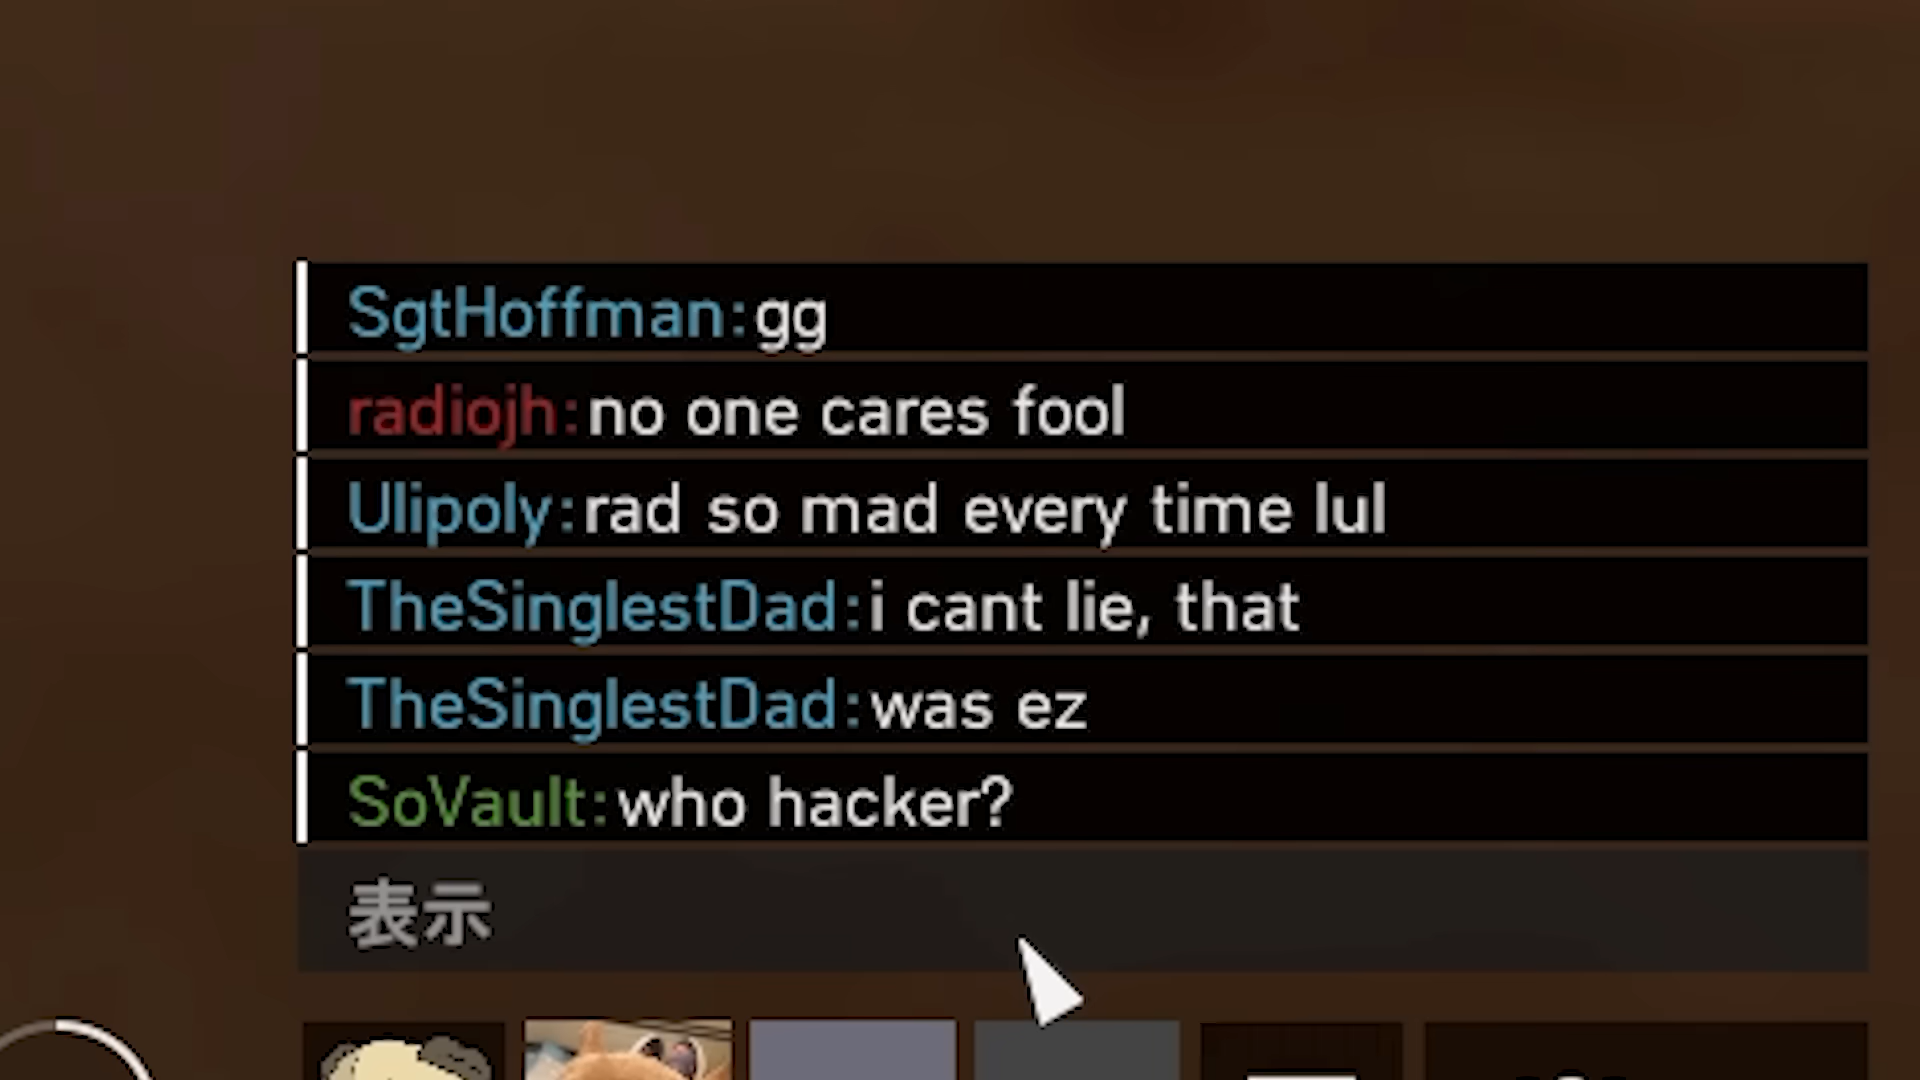 SgtHoffman:gg
radiojh:no one cares fool
Ulipoly:rad so mad every time lul
TheSinglestDad:i cant lie, that
TheSinglestDad:was ez
SoVault:who hacker?
表示